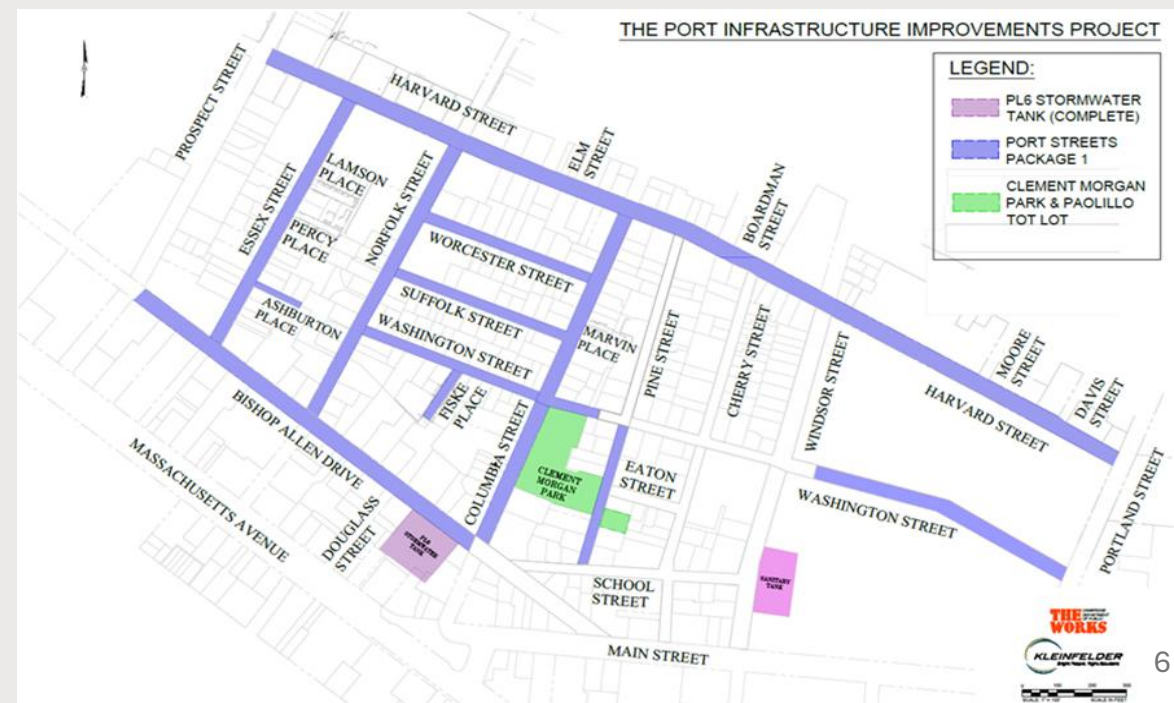 THE PORT INFRASTRUCTURE IMPROVEMENTS PROJECT
LEGEND:
PL6 STORMWATER
TANK (COMPLETE)
PORT STREETS
PACKAGE 1
CLEMENT MORGAN
PARK & PAOLILLO
TOT LOT
PROSPECT STREET
HARVARD STREET
ELM
STREET
BOARDMAN
STREET
LAMSON
PLACE
ESSEX STREET
PERCY
PLACE
NORFOLK STREET
WORCESTER STREET
SUFFOLK STREET
ASHBURTON
PLACE
WASHINGTON STREET
MARVIN
PLACE
PINE STREET
CHERRY STREET
WINDSOR STREET
MOORE
STREET
DAVIS
STREET
HARVARD STREET
FISKE
PLACE
BISHOP ALLEN DRIVE
COLUMBIA STREET
CLEMENT
MORGAN
PARK
EATON
STREET
WASHINGTON STREET
PORTLAND STREET
MASSACHUSETTS AVENUE
DOUGLASS
STREET
PL6
STORMWATER
TANK
SCHOOL
STREET
SANITARY
TANK
MAIN STREET
THE
WORKS
KLEINFELDER
6